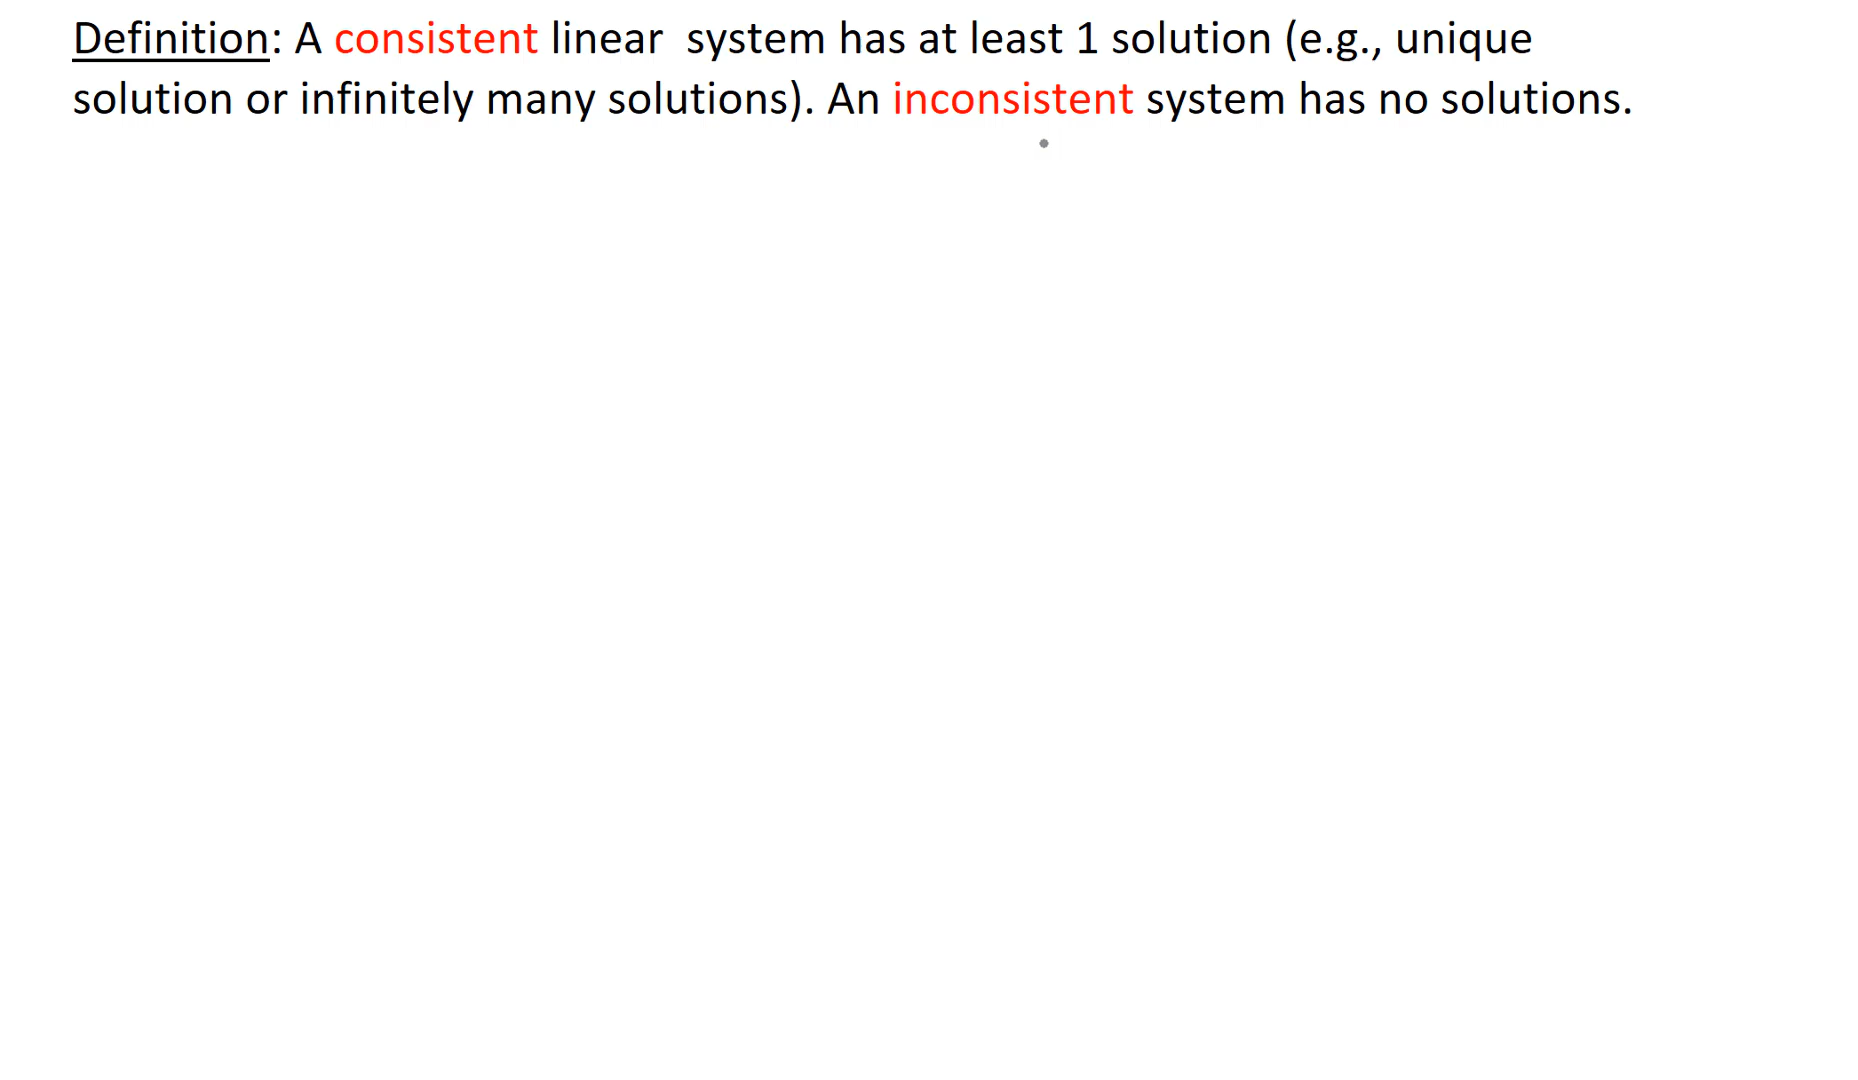 Definition: A consistent linear  system has at least 1 solution (e.g., unique
solution or infinitely many solutions). An inconsistent system has no solutions.